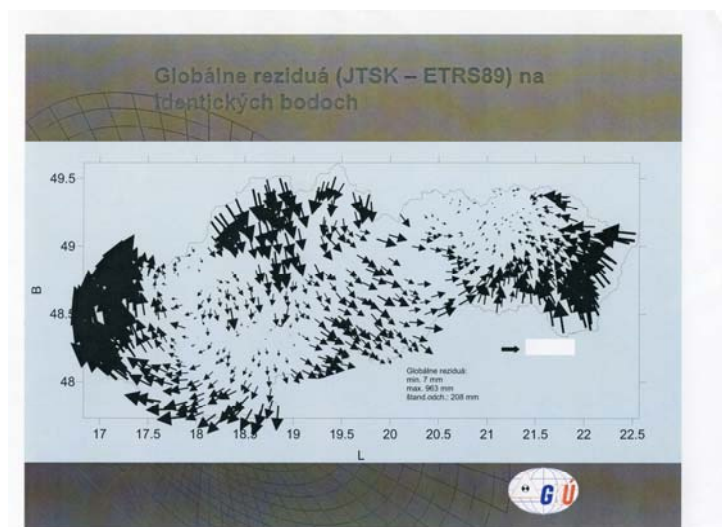 Globálne reziduá (JTSK – ETRS89) na
identických bodoch
49.5
49
48.5
48
B
17
17.5
18
18.5
19
19.5
20
20.5
21
21.5
22
22.5
L
Globálne reziduá:
min. 7 mm
max. 963 mm
štand.odch.: 208 mm
GÚ